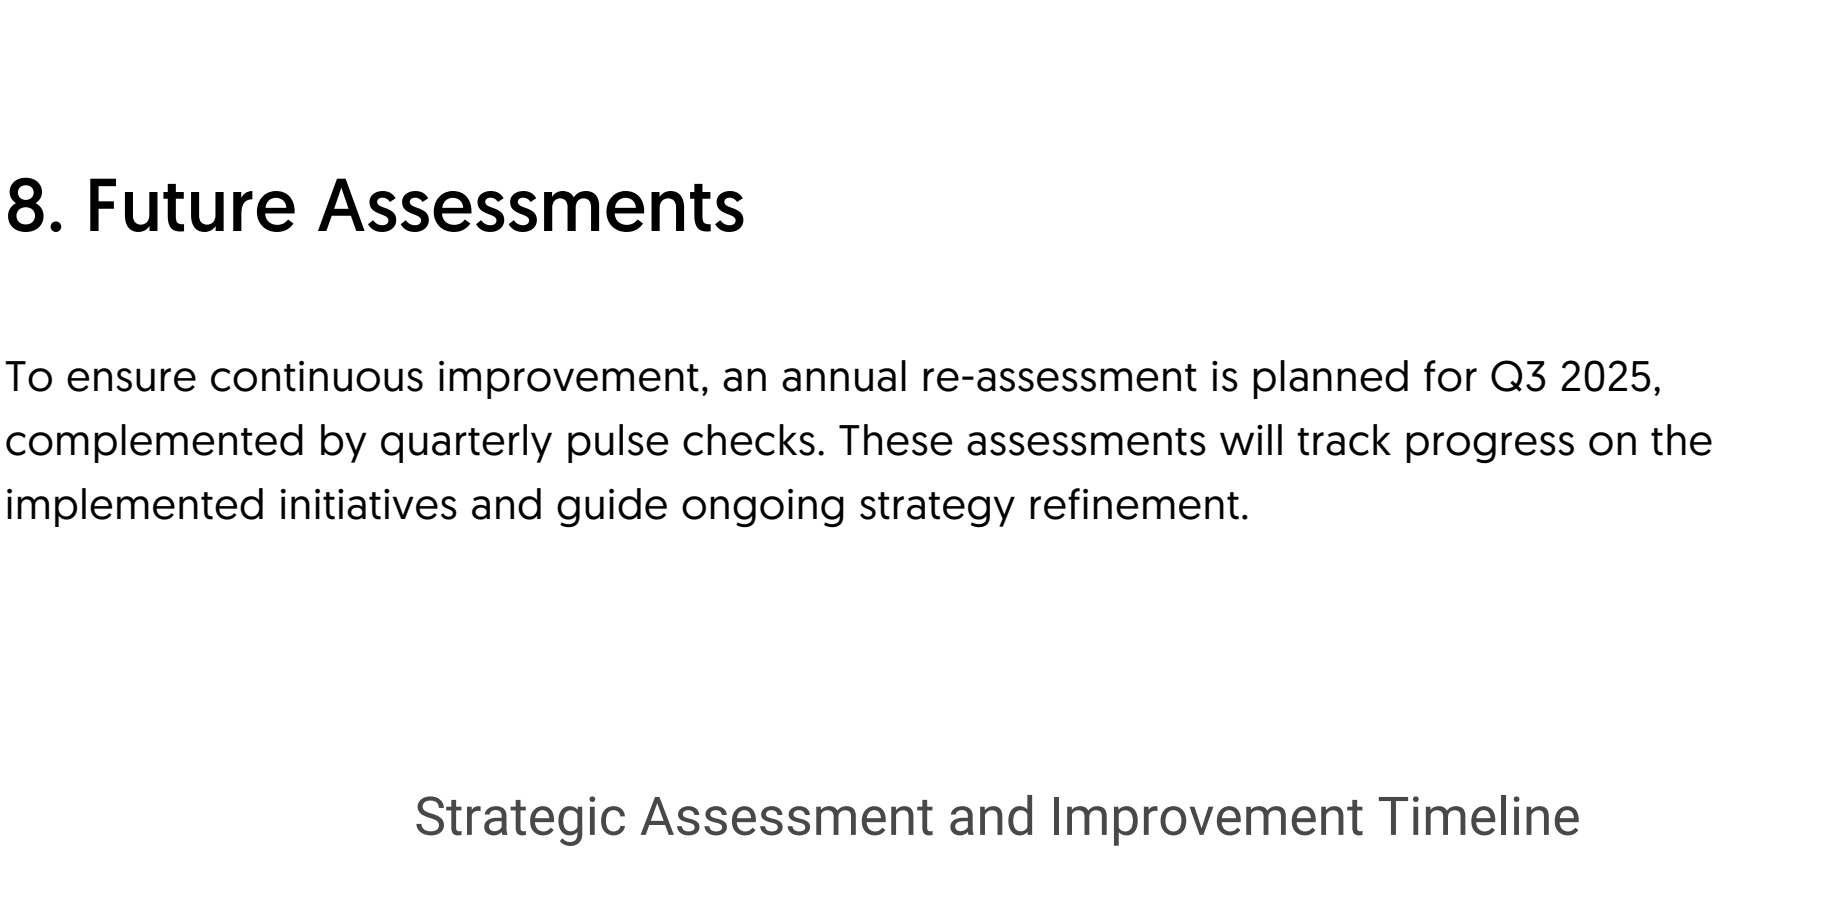 8. Future Assessments
To ensure continuous improvement, an annual re-assessment is planned for Q3 2025,
complemented by quarterly pulse checks. These assessments will track progress on the
implemented initiatives and guide ongoing strategy refinement.
Strategic Assessment and Improvement Timeline